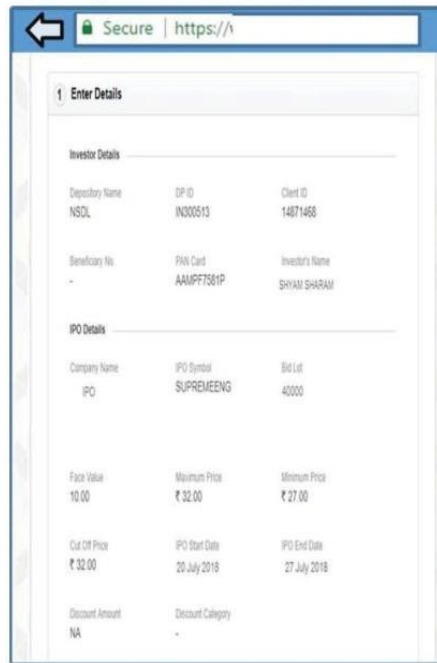 Secure | https://
1 Enter Details
Investor Details
Depository Name DP ID Client ID
NSDL IN300513 14871468
Beneficiary No PAN Card Investor's Name
- AAMPF7581P SHYAM SHARAM
IPO Details
Company Name IPO Symbol Bid Lot
IPO SUPREMEENG 40000
Face Value Maximum Price Minimum Price
10.00 ₹ 32.00 ₹ 27.00
Cut Off Price IPO Start Date IPO End Date
₹ 32.00 20 July 2018 27 July 2018
Discount Amount Discount Category
NA -